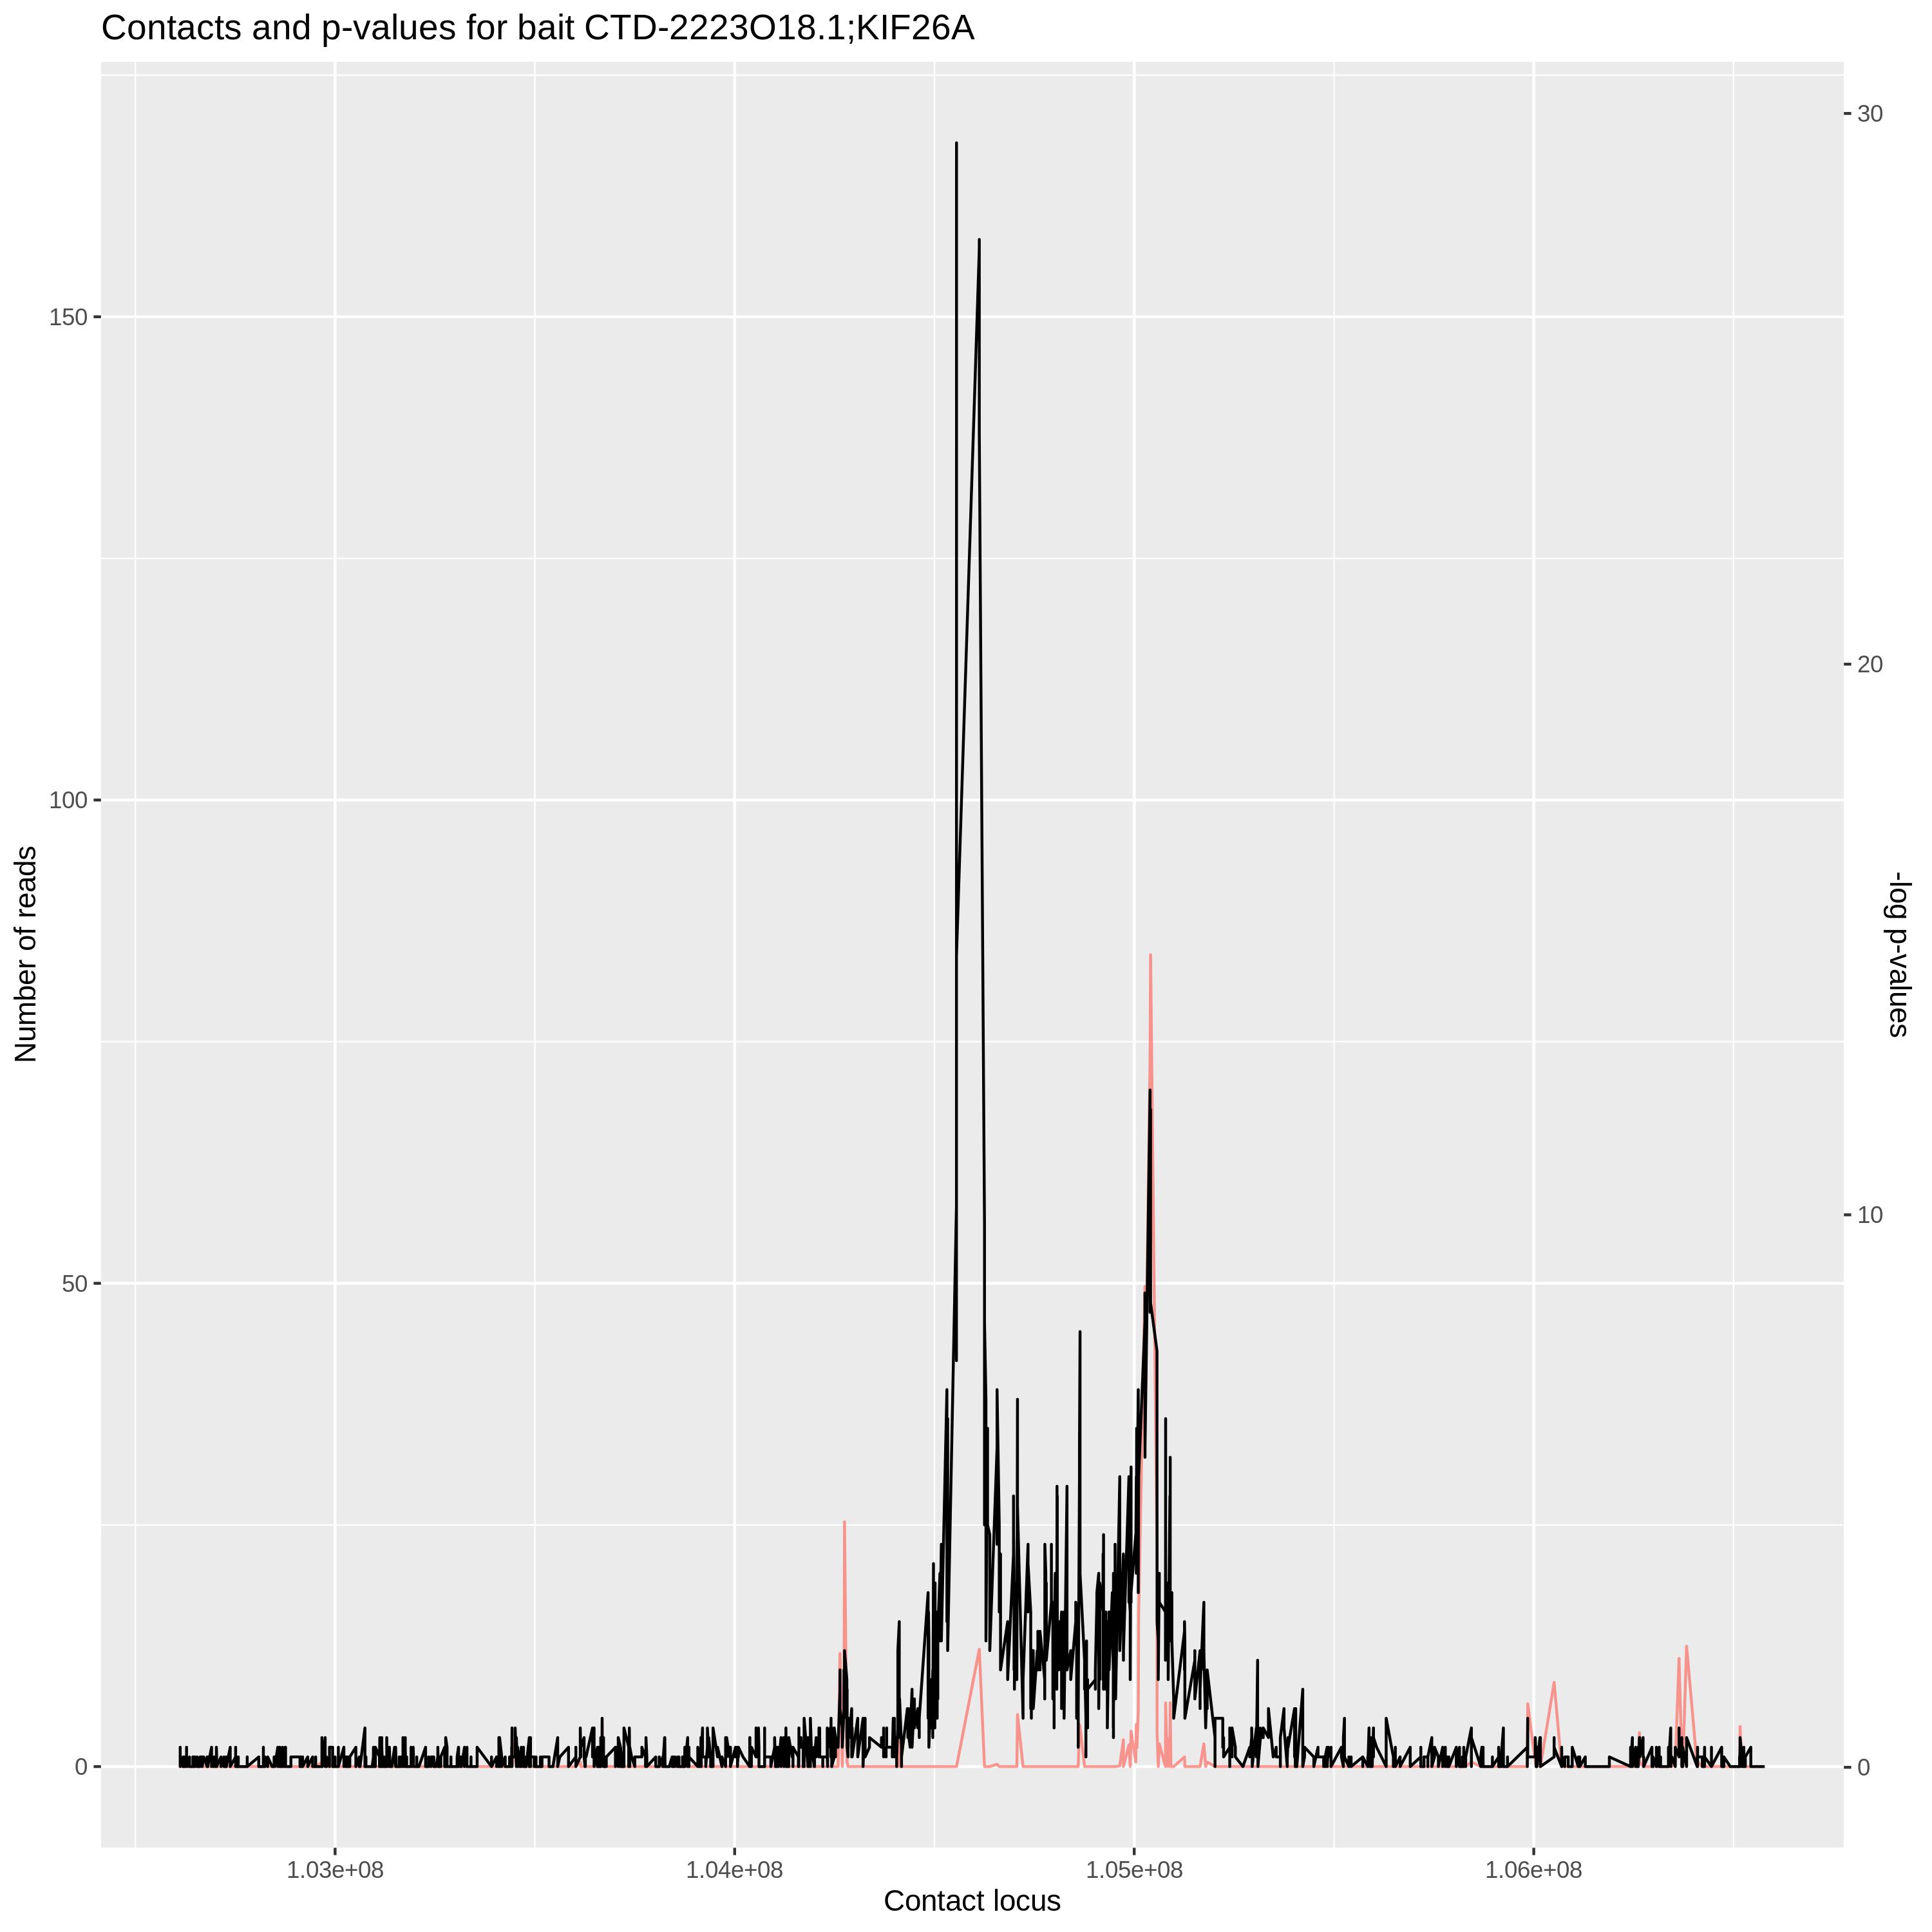 Contacts and p-values for bait CTD-2223O18.1;KIF26A
Number of reads
150
100
50
0
30
20
10
0
-log p-values
1.03e+08
1.04e+08
1.05e+08
1.06e+08
Contact locus